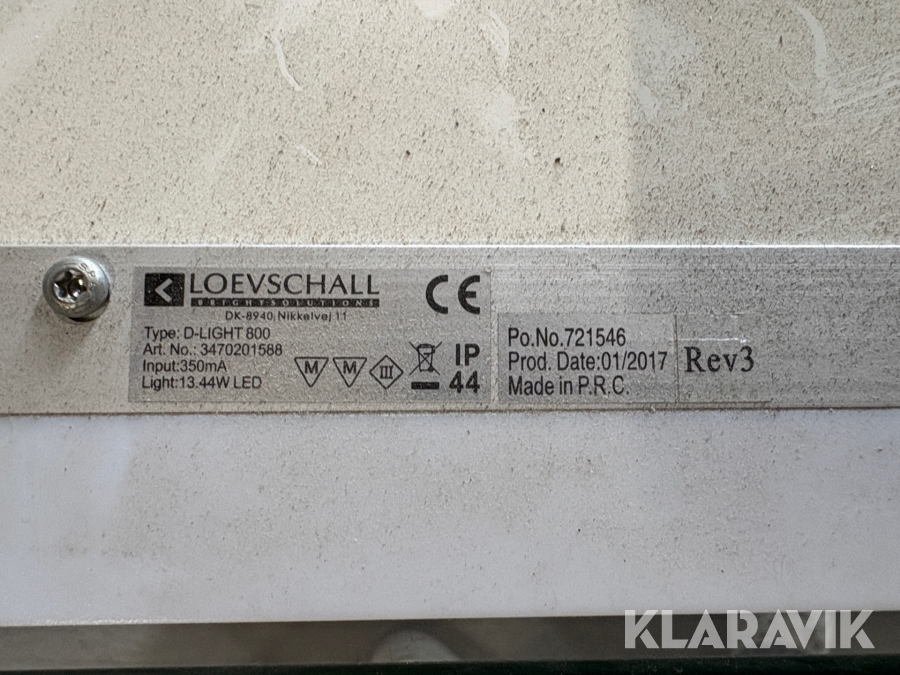 LOEVSCHALL
BRIGHTSOLUTIONS
DK-8940, Nikkelvej 11
Type: D-LIGHT 800
Art. No.: 3470201588
Input:350mA
Light:13.44W LED
CE
M
M
III
IP
44
Po.No.721546
Prod. Date:01/2017
Made in P.R.C.
Rev3
KLARAVIK